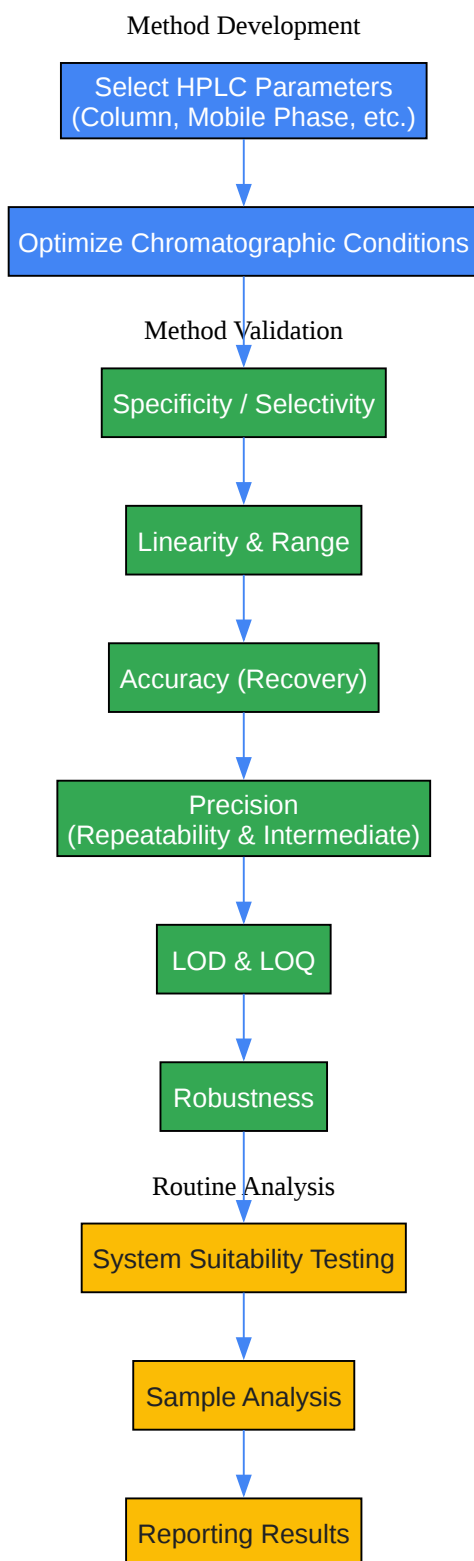 Method Development
Select HPLC Parameters
(Column, Mobile Phase, etc.)
Optimize Chromatographic Conditions
Method Validation
Specificity / Selectivity
Linearity & Range
Accuracy (Recovery)
Precision
(Repeatability & Intermediate)
LOD & LOQ
Robustness
Routine Analysis
System Suitability Testing
Sample Analysis
Reporting Results